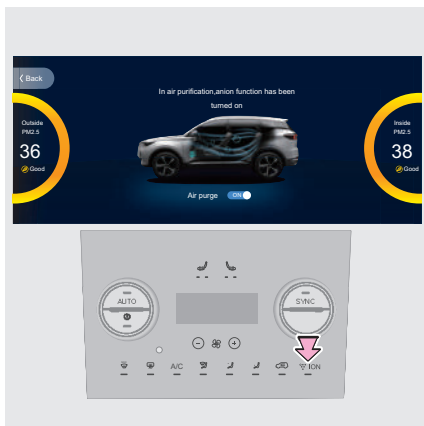 Back
In air purification,anion function has been
turned on
Outside
PM2.5
36
Good
Inside
PM2.5
38
Good
Air purge ON
AUTO
SYNC
A/C
ION